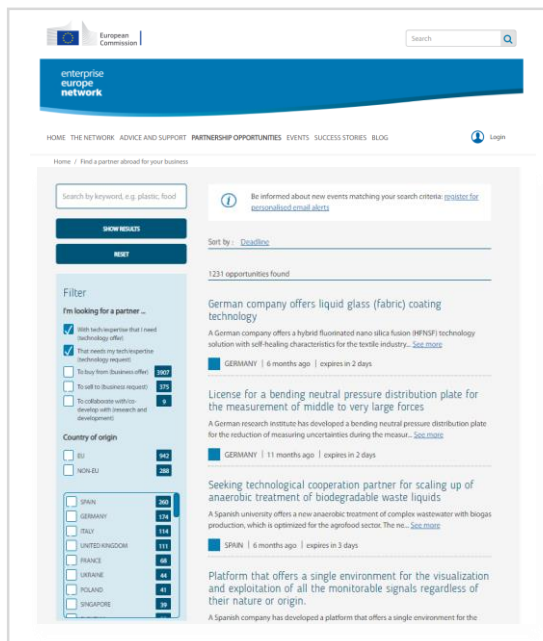 European
Commission
Search
enterprise
europe
network
HOME THE NETWORK ADVICE AND SUPPORT PARTNERSHIP OPPORTUNITIES EVENTS SUCCESS STORIES BLOG
Login
Home / Find a partner abroad for your business
Search by keyword, e.g. plastic, food
SHOW RESULTS
RESET
Filter
I'm looking for a partner ...
With tech/expertise that I need
(technology offer)
That needs my tech/expertise
(technology request)
To buy from (business offer) 3907
To sell to (business request) 375
To collaborate with/co-
develop with (research and
development) 9
Country of origin
EU 942
NON-EU 288
SPAIN 260
GERMANY 174
ITALY 114
UNITED KINGDOM 111
FRANCE 68
UKRAINE 44
POLAND 41
SINGAPORE 39
i
Be informed about new events matching your search criteria: register for
personalised email alerts
Sort by : Deadline
1231 opportunities found
German company offers liquid glass (fabric) coating
technology
A German company offers a hybrid fluorinated nano silica fusion (HFNSF) technology
solution with self-healing characteristics for the textile industry... See more
GERMANY | 6 months ago | expires in 2 days
License for a bending neutral pressure distribution plate for
the measurement of middle to very large forces
A German research institute has developed a bending neutral pressure distribution plate
for the reduction of measuring uncertainties during the measur... See more
GERMANY | 11 months ago | expires in 2 days
Seeking technological cooperation partner for scaling up of
anaerobic treatment of biodegradable waste liquids
A Spanish university offers a new anaerobic treatment of complex wastewater with biogas
production, which is optimized for the agrofood sector. The ne... See more
SPAIN | 6 months ago | expires in 3 days
Platform that offers a single environment for the visualization
and exploitation of all the monitorable signals regardless of
their nature or origin.
A Spanish company has developed a platform that offers a single environment for the